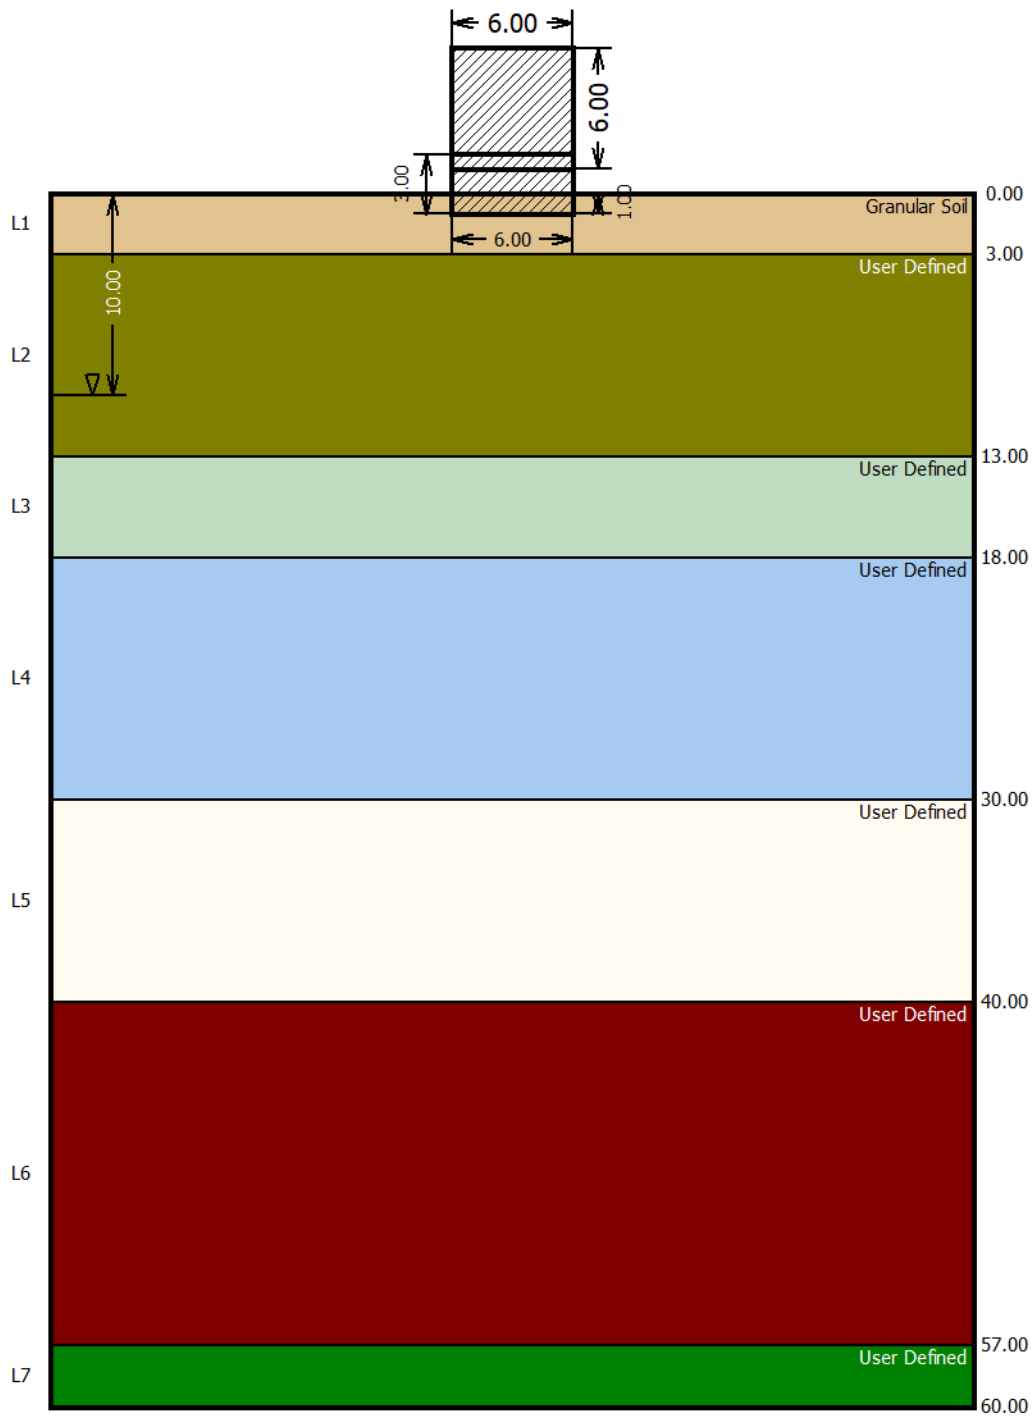 6.00
6.00
3.00
1.00
0.00
L1
Granular Soil
6.00
3.00
User Defined
10.00
L2
13.00
User Defined
L3
18.00
User Defined
L4
30.00
User Defined
L5
40.00
User Defined
L6
57.00
User Defined
L7
60.00